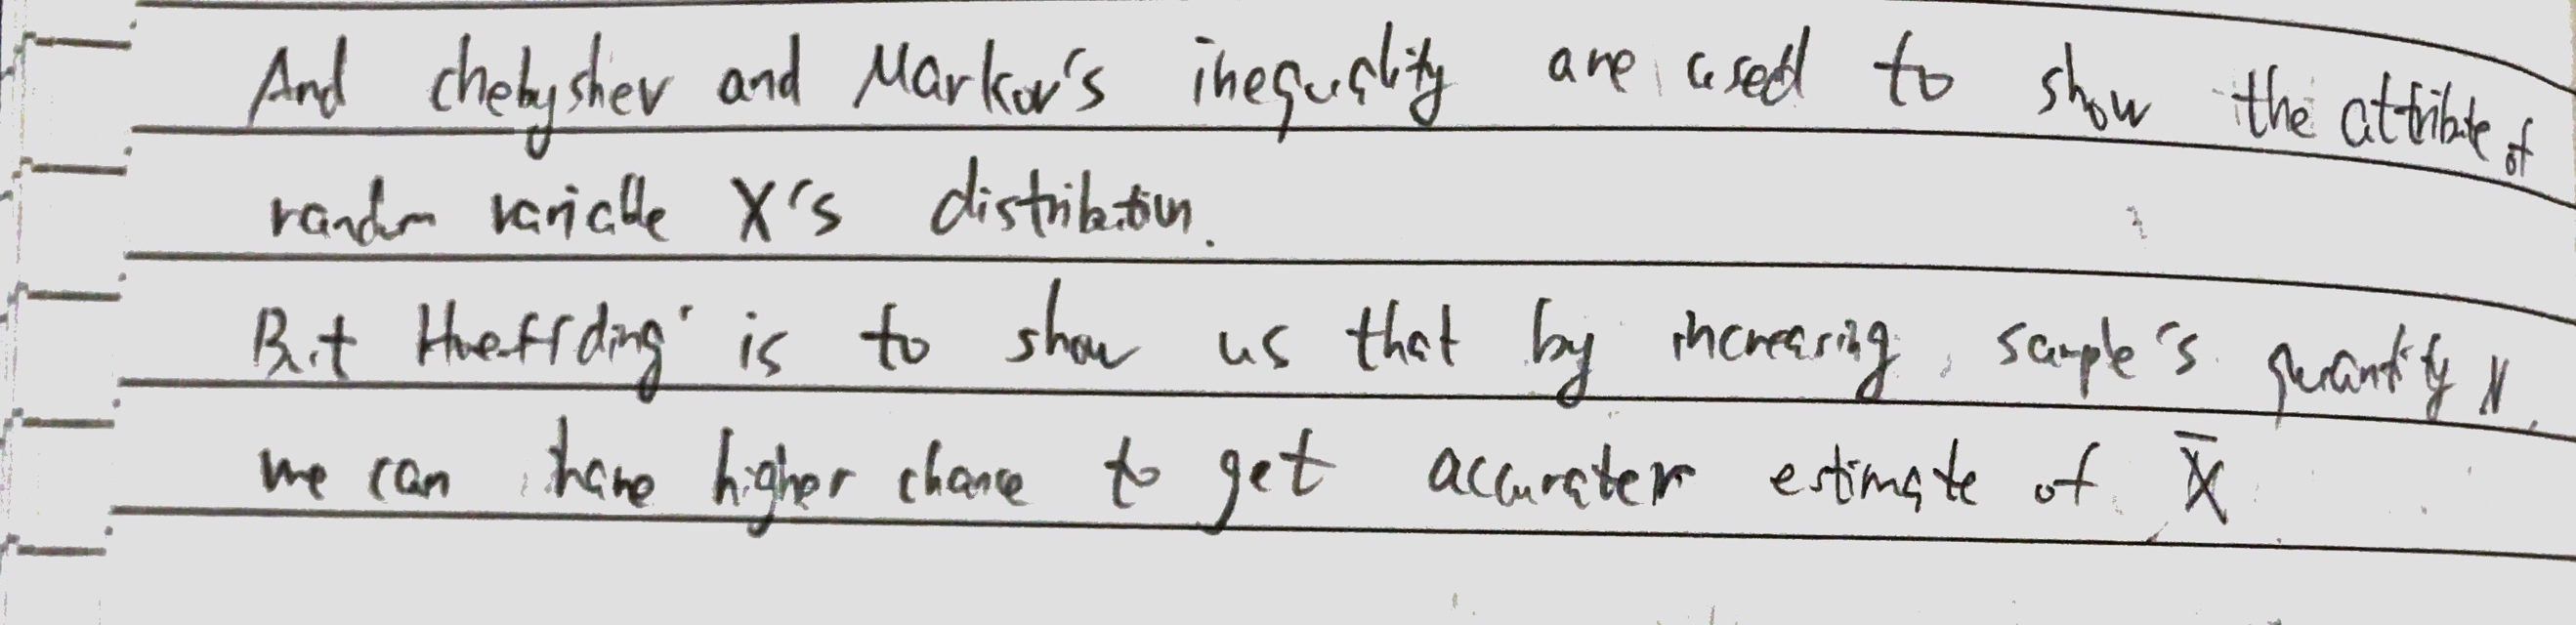 And chebyshev and Markov's inequality are used to show the attribute of
random variable X's distribution.
But Hoeffding' is to show us that by increasing sample's quantity N,
we can have higher chance to get accurater estimate of X̄